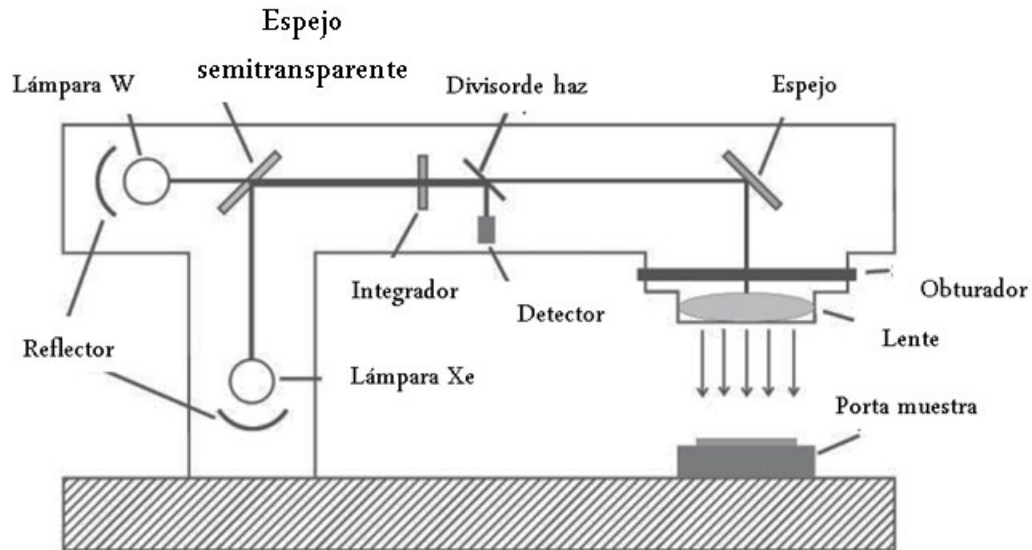 Espejo
semitransparente
Lámpara W
Divisorde haz
Espejo
Integrador
Detector
Obturador
Lente
Reflector
Lámpara Xe
Porta muestra